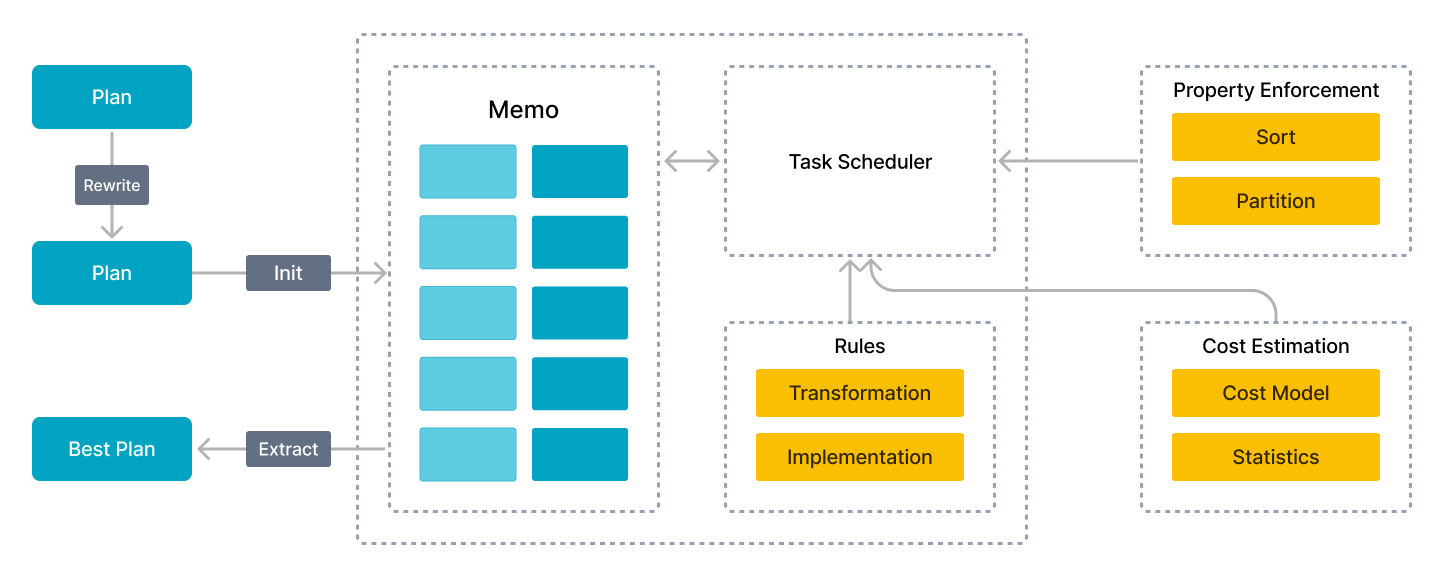 Plan
Rewrite
Plan
Init
Best Plan
Extract
Memo
Task Scheduler
Rules
Transformation
Implementation
Property Enforcement
Sort
Partition
Cost Estimation
Cost Model
Statistics